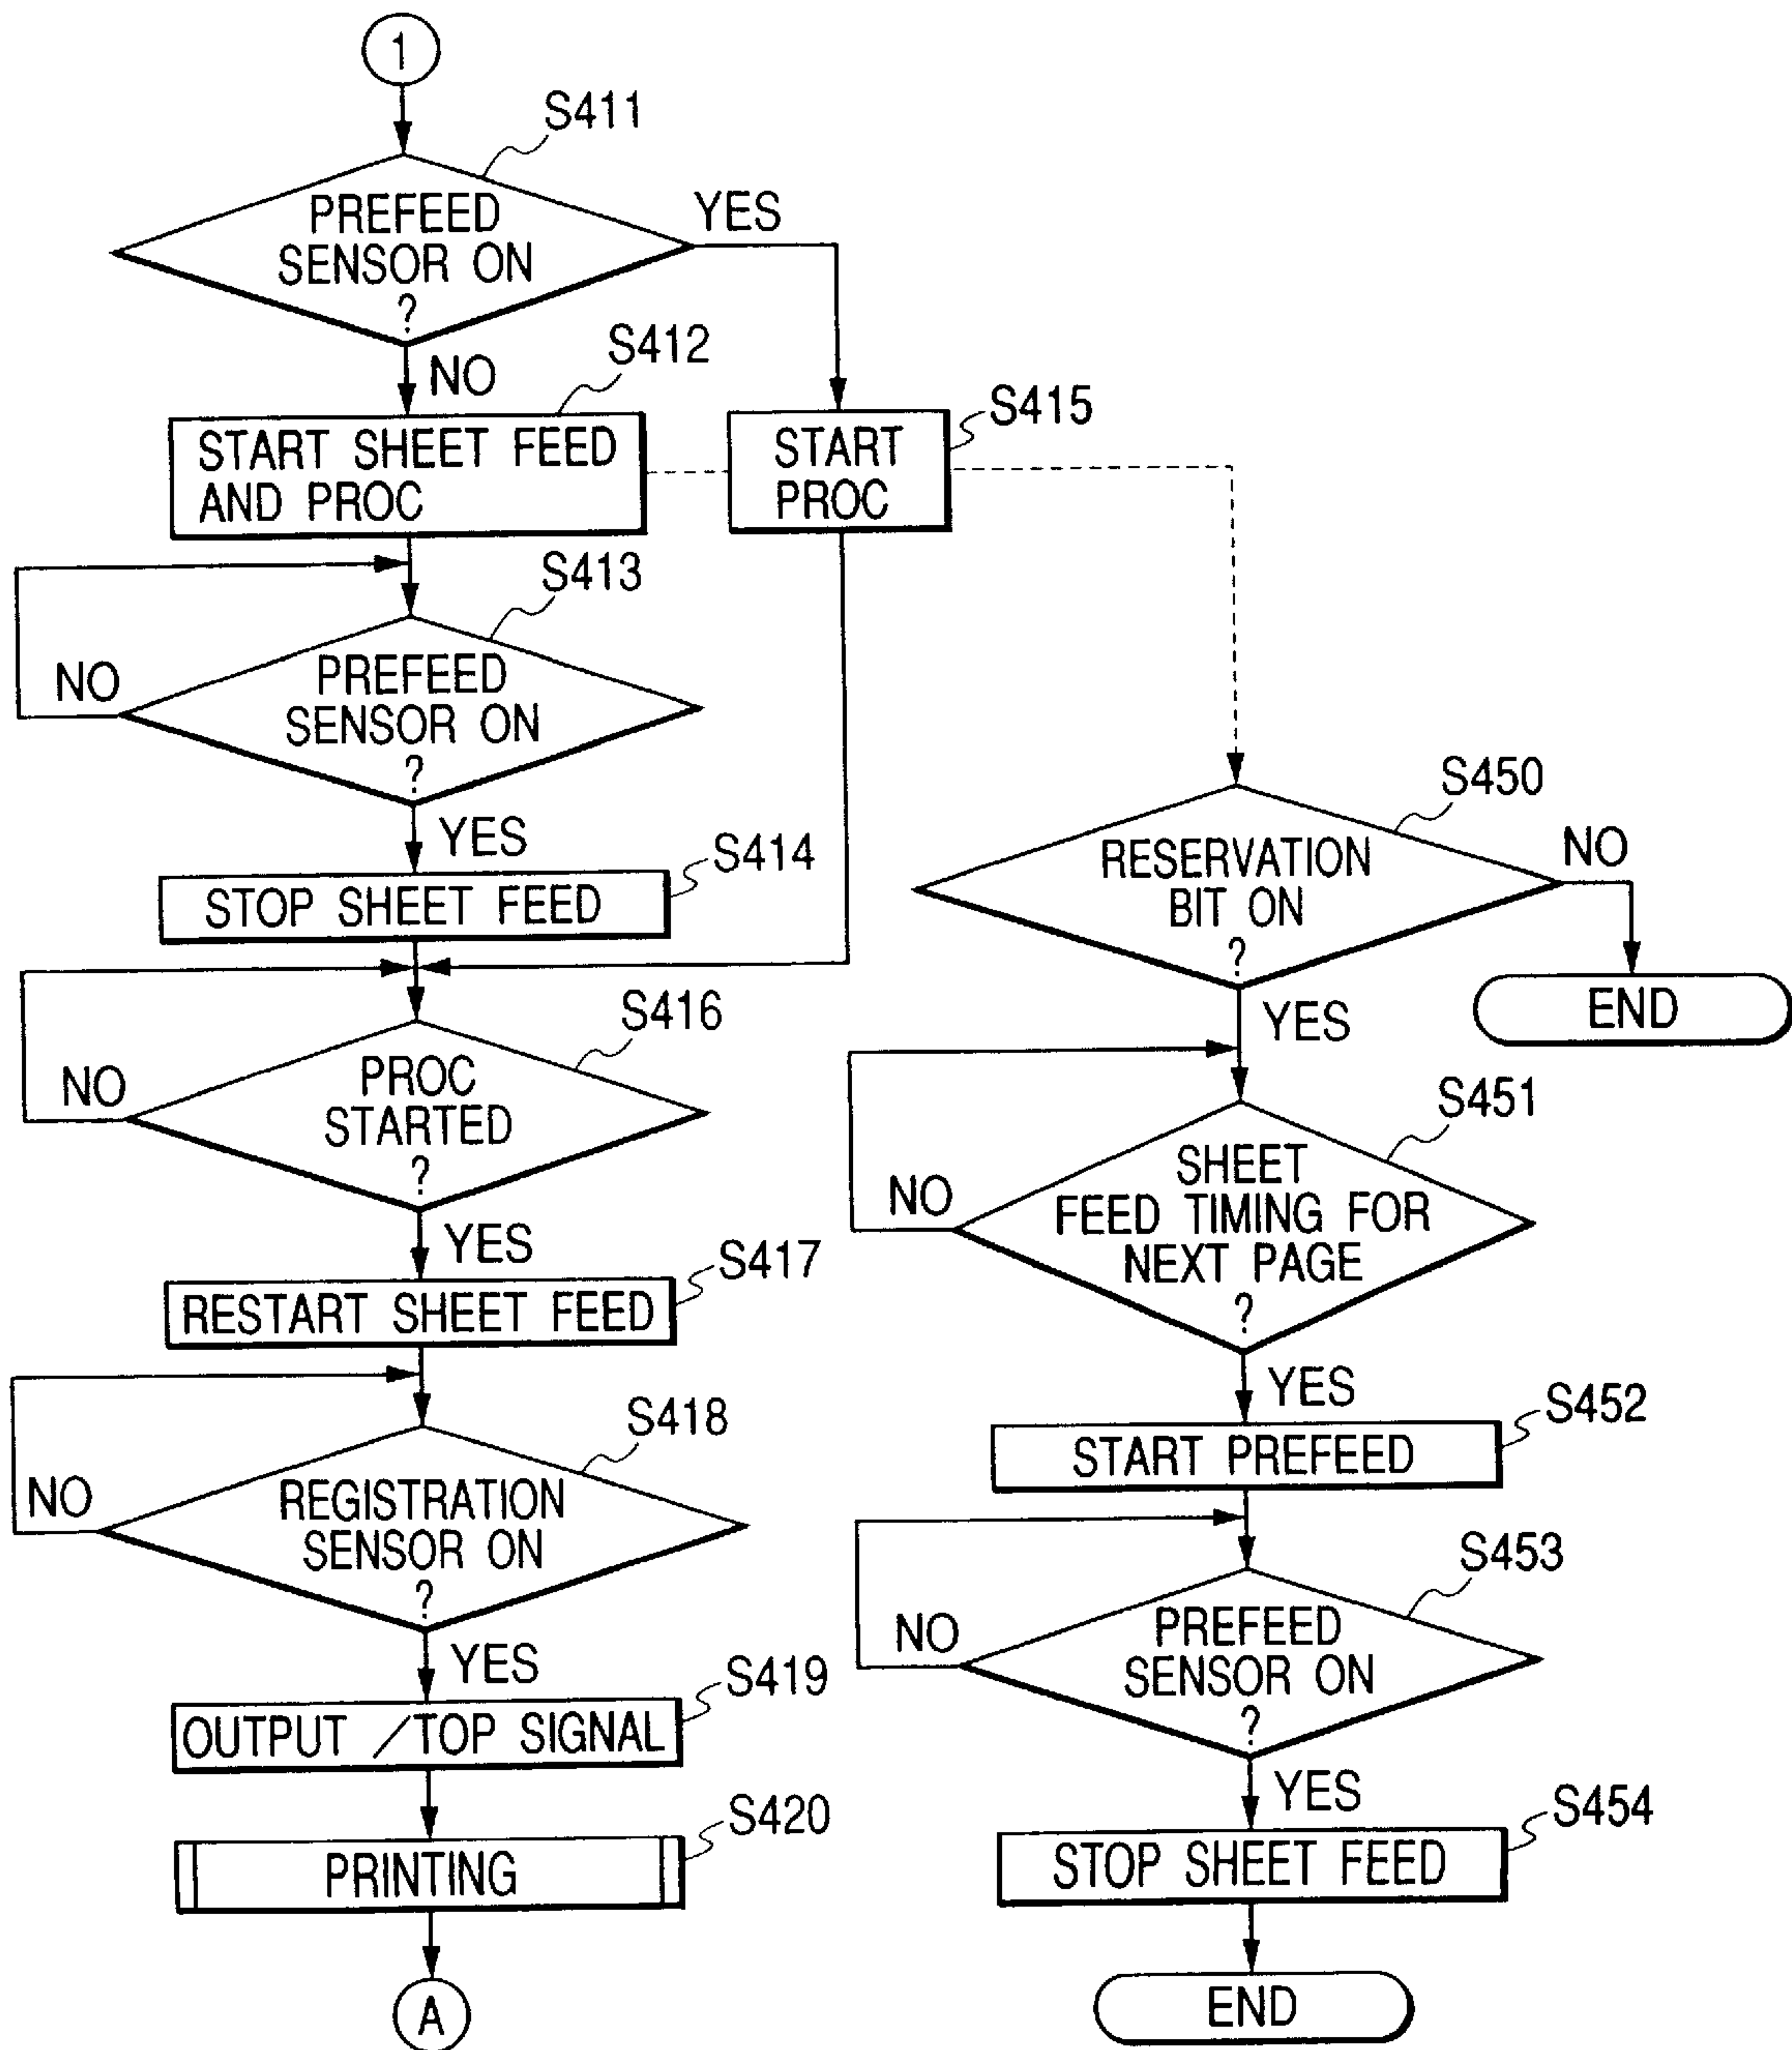 1
S411
PREFEED
SENSOR ON
?
YES
NO
S412
START SHEET FEED
AND PROC
S415
START
PROC
S413
PREFEED
SENSOR ON
?
NO
YES
S414
STOP SHEET FEED
S416
PROC
STARTED
?
NO
YES
S417
RESTART SHEET FEED
S418
REGISTRATION
SENSOR ON
?
NO
YES
S419
OUTPUT /TOP SIGNAL
S420
PRINTING
A
S450
RESERVATION
BIT ON
?
NO
END
YES
S451
SHEET
FEED TIMING FOR
NEXT PAGE
?
NO
YES
S452
START PREFEED
S453
PREFEED
SENSOR ON
?
NO
YES
S454
STOP SHEET FEED
END